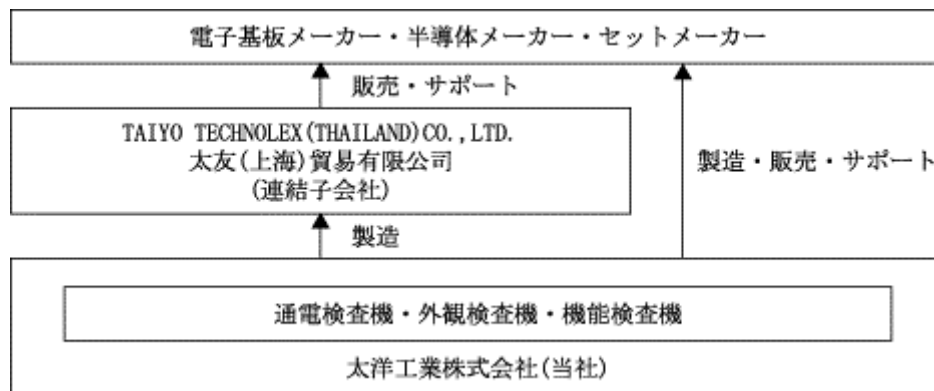 電子基板メーカー・半導体メーカー・セットメーカー
販売・サポート
TAIYO TECHNOLEX(THAILAND)CO.,LTD.
太友(上海)貿易有限公司
(連結子会社)
製造・販売・サポート
製造
通電検査機・外観検査機・機能検査機
太洋工業株式会社(当社)